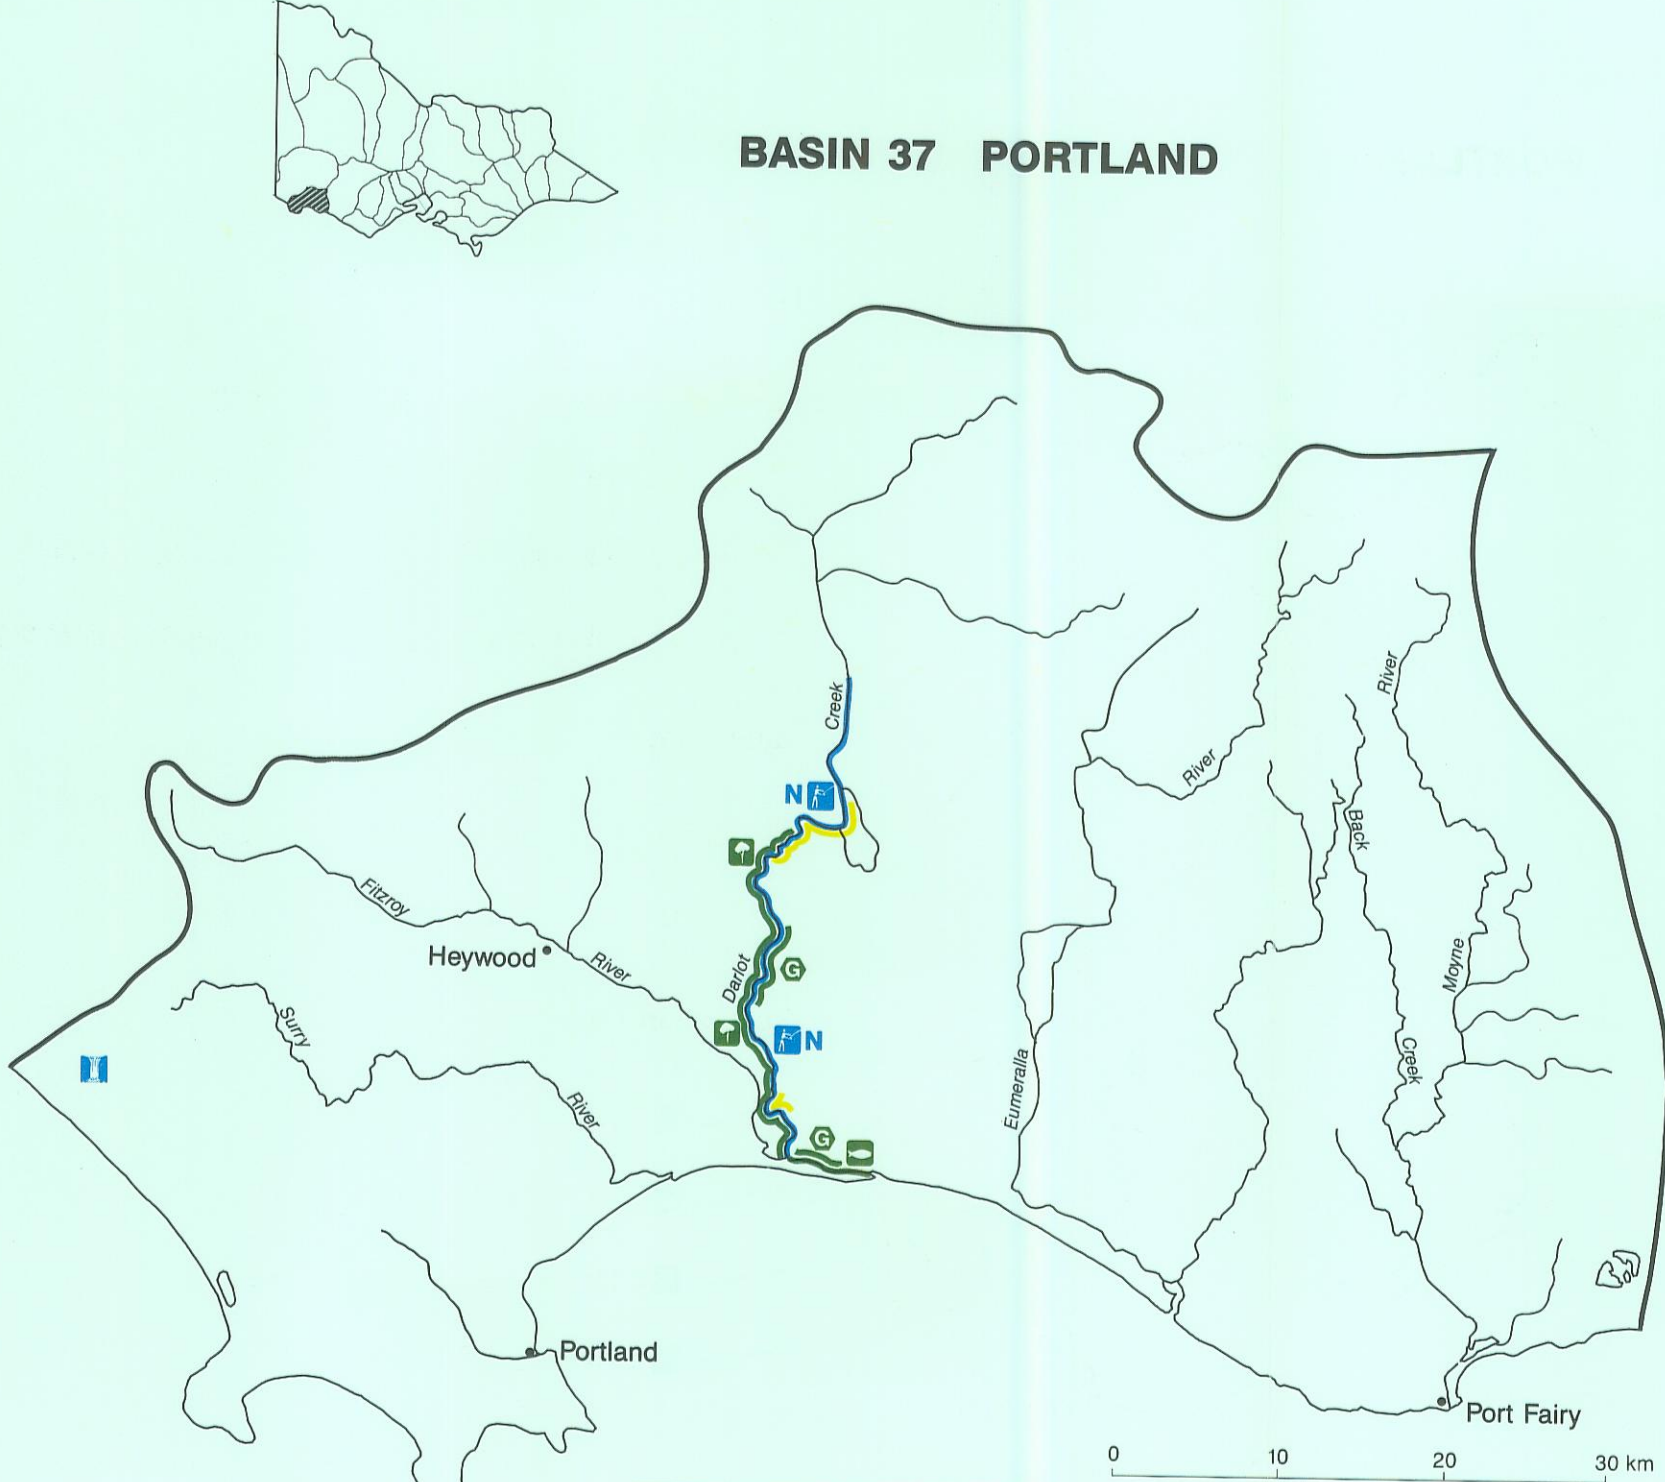 BASIN 37 PORTLAND
River
Creek
River
N
Back
Fitzroy
Heywood
River
Darlot
G
Moyne
Surry
N
Eumeralla
Creek
River
G
Portland
Port Fairy
0 10 20 30 km